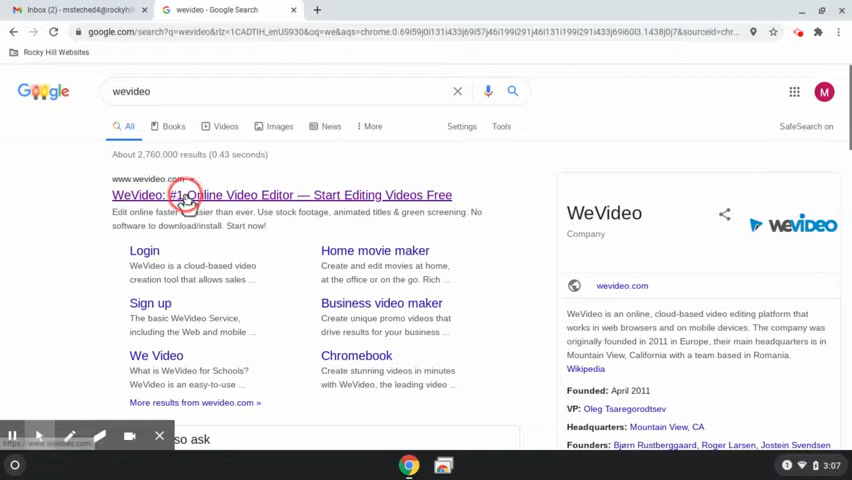 Inbox (2) - msteched4@rockyhill
wevideo - Google Search
google.com/search?q=wevideo&rlz=1CADTIH_enUS930&oq=we&aqs=chrome.0.69i59j0i131i433j69i57j46i199i291i433j46i199i291j0i131i433j69i60l3.1438j0j7&sourceid=chr...
Rocky Hill Websites
Google
wevideo
M
All
Books
Videos
Images
News
More
Settings
Tools
SafeSearch on
About 2,760,000 results (0.43 seconds)
www.wevideo.com
WeVideo: #1 Online Video Editor — Start Editing Videos Free
Edit online faster easier than ever. Use stock footage, animated titles & green screening. No
software to download/install. Start now!
Login
WeVideo is a cloud-based video
creation tool that allows sales ...
Home movie maker
Create and edit movies at home,
at the office or on the go. Rich ...
Sign up
The basic WeVideo Service,
including the Web and mobile ...
Business video maker
Create unique promo videos that
drive results for your business ...
We Video
What is WeVideo for Schools?
WeVideo is an easy-to-use ...
Chromebook
Create stunning videos in minutes
with WeVideo, the leading video ...
More results from wevideo.com »
so ask
https://www.wevideo.com
WeVideo
Company
WEVIDEO
wevideo.com
WeVideo is an online, cloud-based video editing platform that
works in web browsers and on mobile devices. The company was
originally founded in 2011 in Europe, their main headquarters is in
Mountain View, California with a team based in Romania.
Wikipedia
Founded: April 2011
VP: Oleg Tsaregorodtsev
Headquarters: Mountain View, CA
Founders: Bjørn Rustberggaard, Roger Larsen, Jostein Svendsen
1
3:07